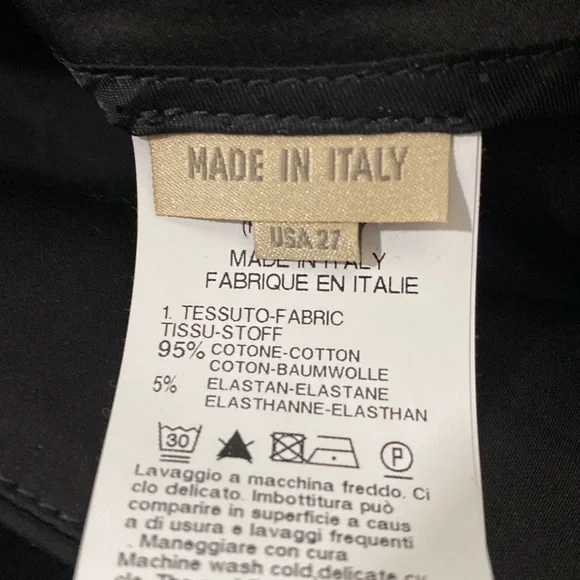 MADE IN ITALY
USA 27
MADE IN ITALY
FABRIQUE EN ITALIE
1. TESSUTO-FABRIC
TISSU-STOFF
95% COTONE-COTTON
COTON-BAUMWOLLE
5% ELASTAN-ELASTANE
ELASTHANNE-ELASTHAN
30
P
Lavaggio a macchina freddo. Ci
clo delicato. Imbottitura può
comparire in superficie a caus
a di usura e lavaggi frequenti
. Maneggiare con cura
Machine wash cold,delicate cy